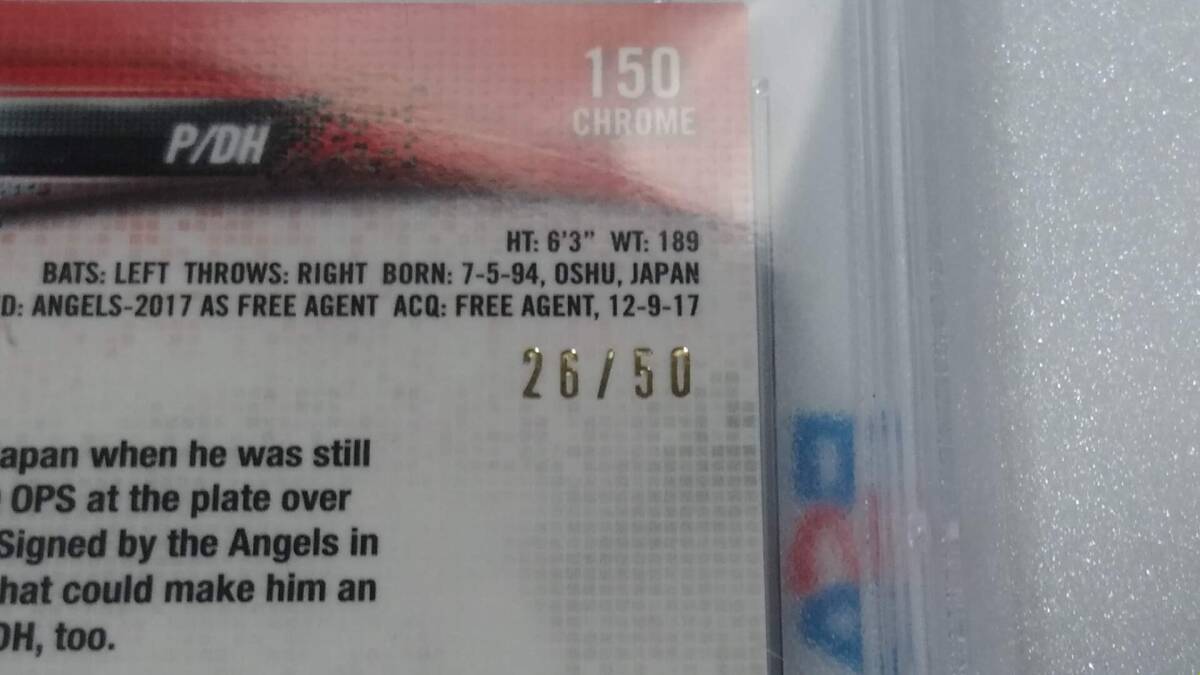 150
CHROME
P/DH
HT: 6'3" WT: 189
BATS: LEFT THROWS: RIGHT BORN: 7-5-94, OSHU, JAPAN
D: ANGELS-2017 AS FREE AGENT ACQ: FREE AGENT, 12-9-17
26/50
apan when he was still
OPS at the plate over
Signed by the Angels in
hat could make him an
DH, too.